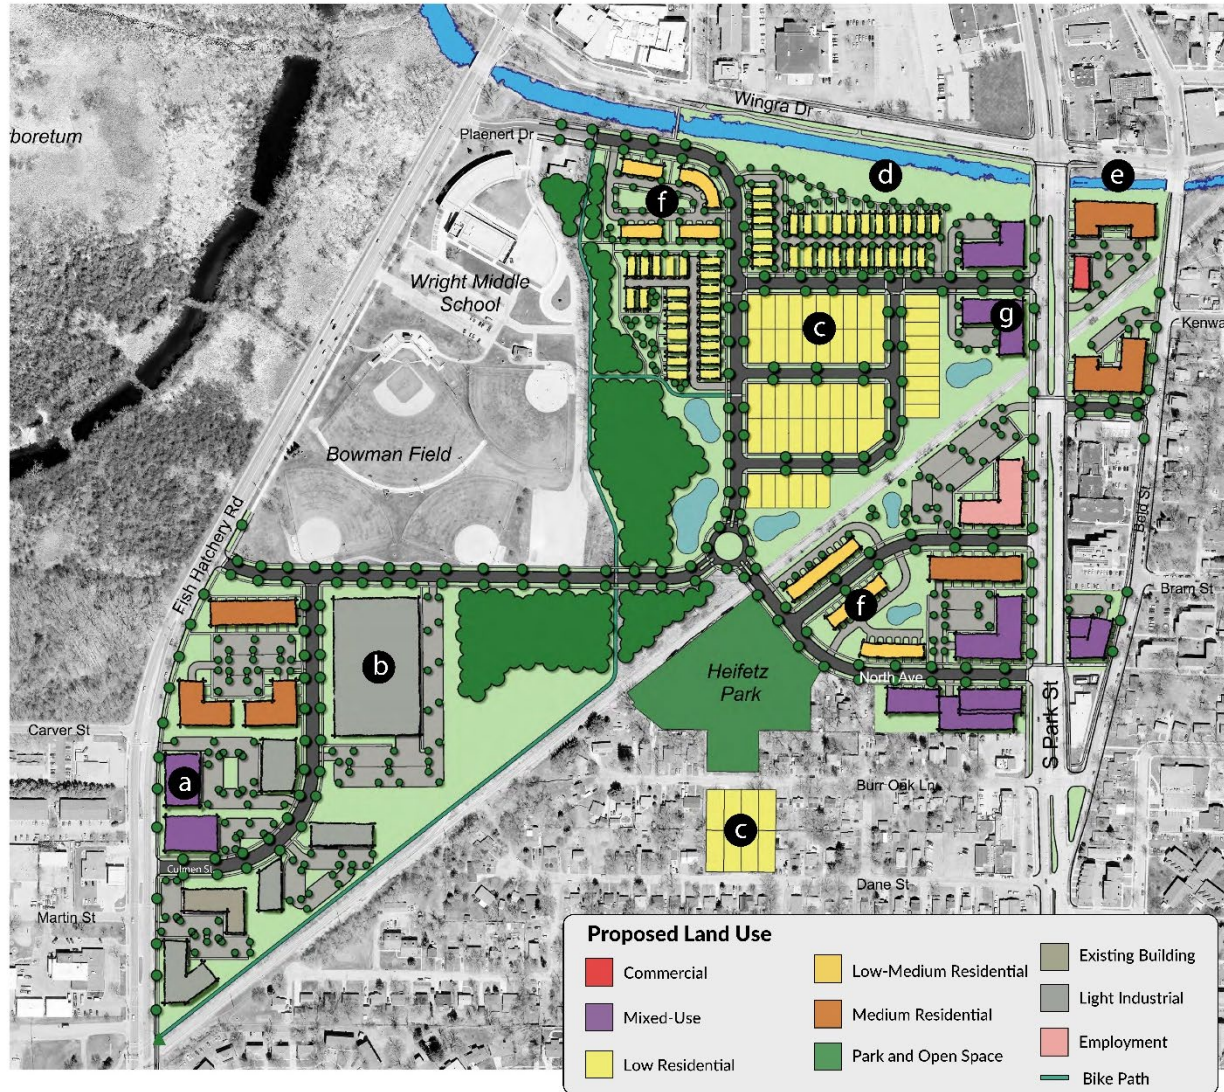 Wingra Dr
boretum
Plaenert Dr
d
e
f
Wright Middle
School
c
g
Kenwa
Bowman Field
Fish Hatchery Rd
Beld St
Bram St
f
b
Heifetz
Park
North Ave
S Park St
Carver St
a
Burr Oak Ln
c
Culmen St
Dane St
Martin St
Proposed Land Use
Commercial
Mixed-Use
Low Residential
Low-Medium Residential
Medium Residential
Park and Open Space
Existing Building
Light Industrial
Employment
Bike Path